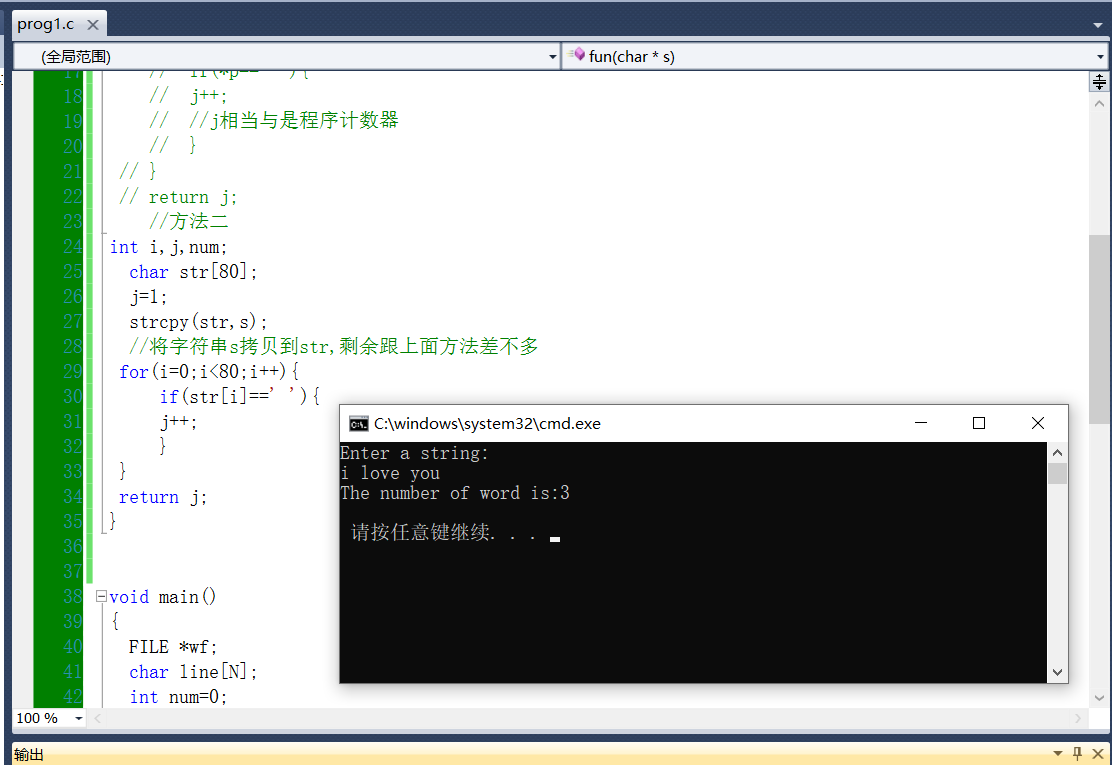 prog1.c
(全局范围)
fun(char * s)
17 // if(*p==' '){
18 // j++;
19 // //j相当与是程序计数器
20 // }
21 // }
22 // return j;
23 //方法二
24 int i,j,num;
25 char str[80];
26 j=1;
27 strcpy(str,s);
28 //将字符串s拷贝到str,剩余跟上面方法差不多
29 for(i=0;i<80;i++){
30 if(str[i]==' '){
31 j++;
32 }
33 }
34 return j;
35 }
36
37
38 void main()
39 {
40 FILE *wf;
41 char line[N];
42 int num=0;
C:\windows\system32\cmd.exe
Enter a string:
i love you
The number of word is:3
请按任意键继续. . .
100 %
输出